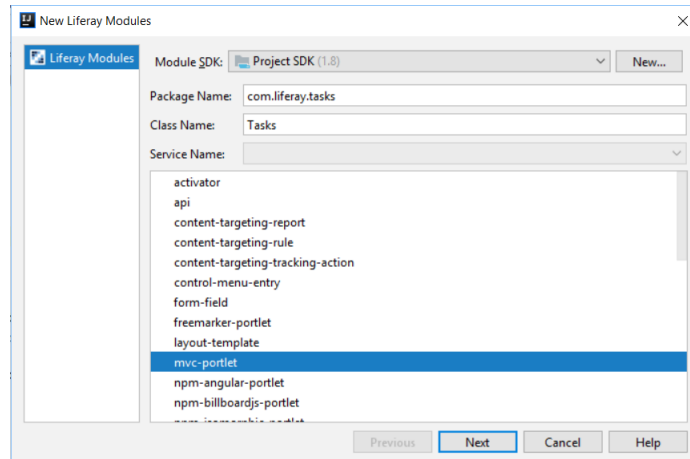 New Liferay Modules
Liferay Modules
Module SDK: Project SDK (1.8) New...
Package Name: com.liferay.tasks
Class Name: Tasks
Service Name:
activator
api
content-targeting-report
content-targeting-rule
content-targeting-tracking-action
control-menu-entry
form-field
freemarker-portlet
layout-template
mvc-portlet
npm-angular-portlet
npm-billboardjs-portlet
Previous Next Cancel Help